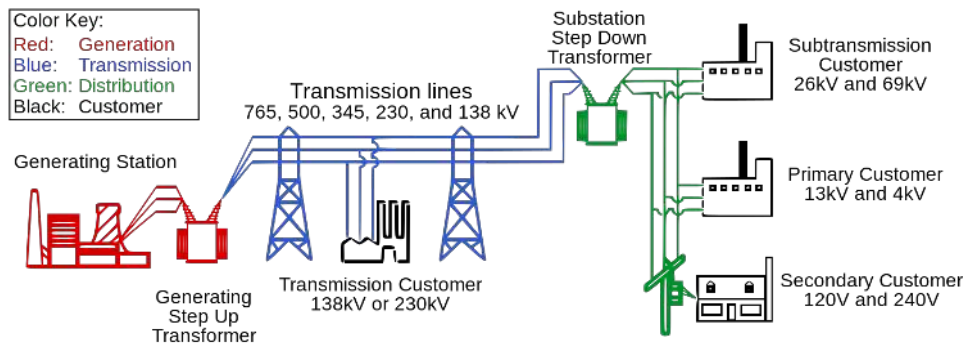 Color Key:
Red: Generation
Blue: Transmission
Green: Distribution
Black: Customer
Generating Station
Generating
Step Up
Transformer
Transmission lines
765, 500, 345, 230, and 138 kV
Transmission Customer
138kV or 230kV
Substation
Step Down
Transformer
Subtransmission
Customer
26kV and 69kV
Primary Customer
13kV and 4kV
Secondary Customer
120V and 240V